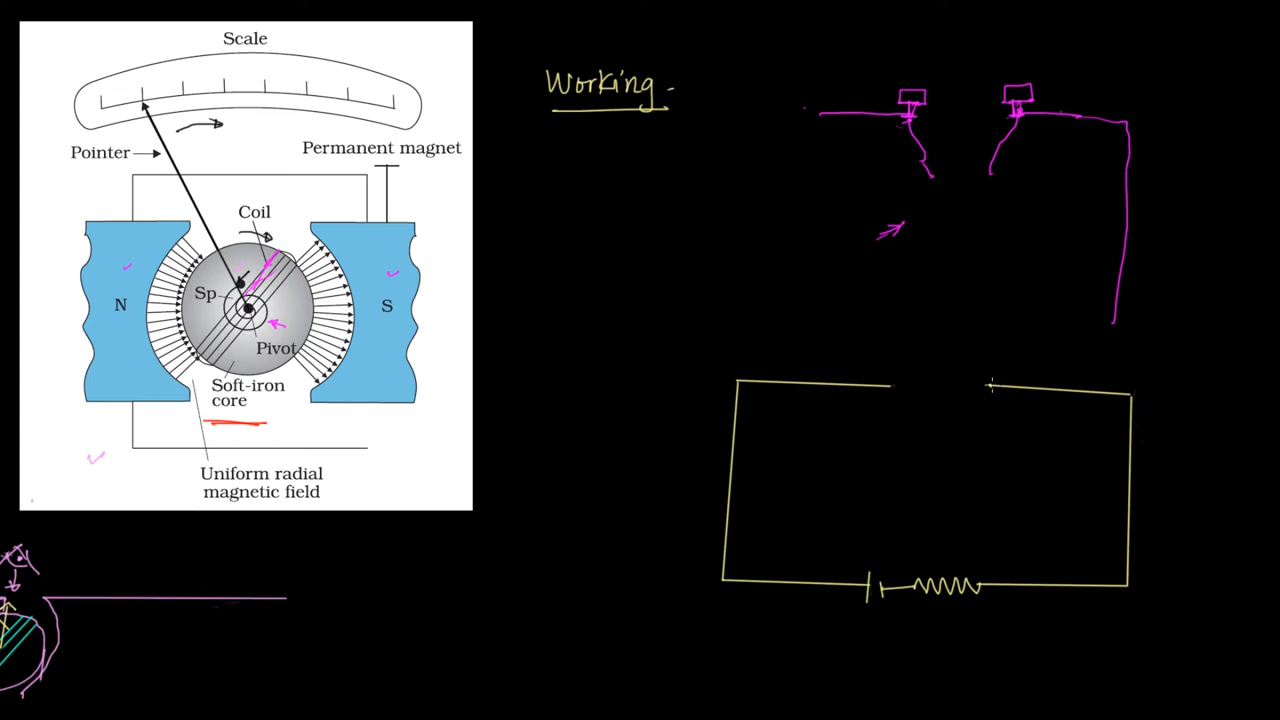 Scale
Working.
Pointer
Permanent magnet
Coil
N
Sp
S
Pivot
Soft-iron
core
Uniform radial
magnetic field